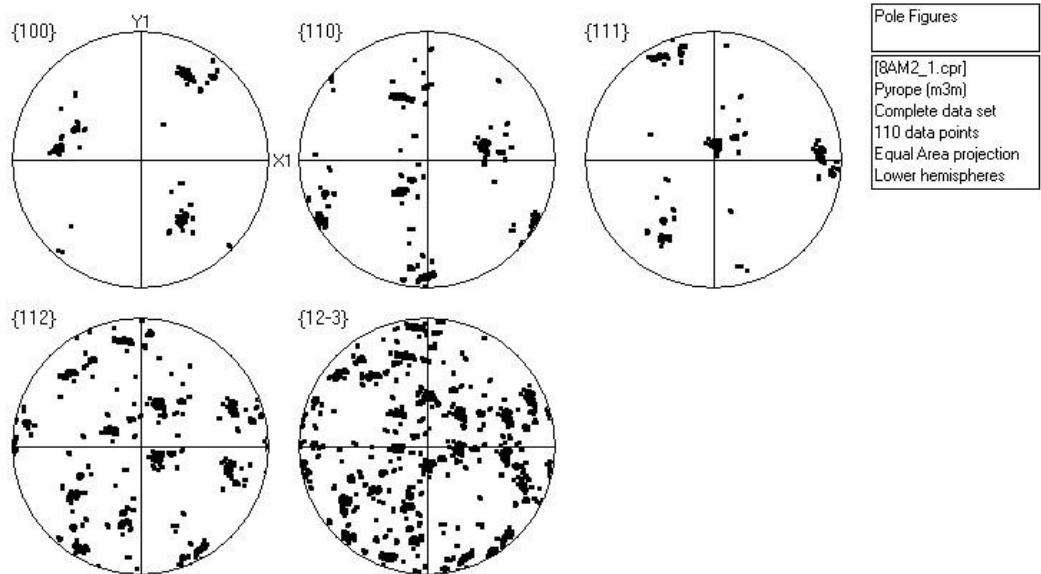 {100}
Y1
X1
{110}
{111}
{112}
{12-3}
Pole Figures
[8AM2_1.cpr]
Pyrope (m3m)
Complete data set
110 data points
Equal Area projection
Lower hemispheres